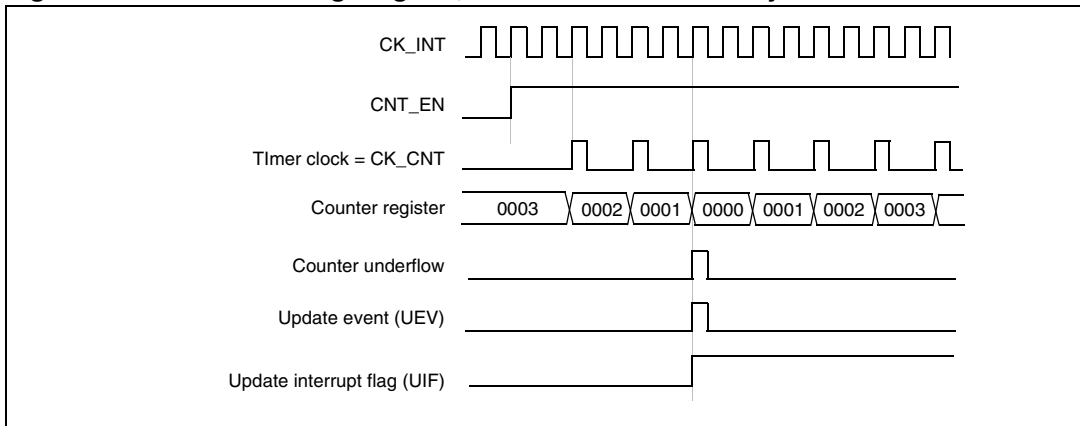 CK_INT
CNT_EN
TImer clock = CK_CNT
Counter register 0003 0002 0001 0000 0001 0002 0003
Counter underflow
Update event (UEV)
Update interrupt flag (UIF)